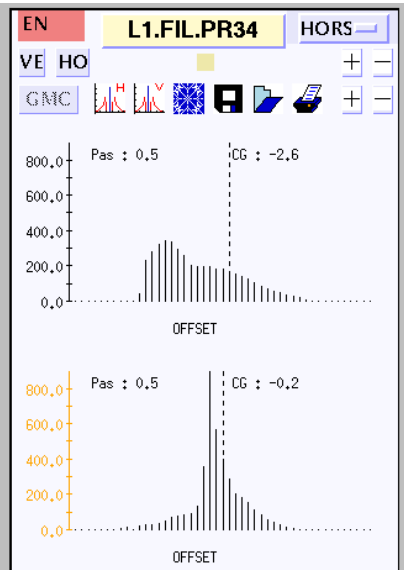 EN L1.FIL.PR34 HORS
VE HO + -
GMC H V + -
Pas : 0.5 CG : -2.6
800.0
600.0
400.0
200.0
0.0
OFFSET
Pas : 0.5 CG : -0.2
800.0
600.0
400.0
200.0
0.0
OFFSET